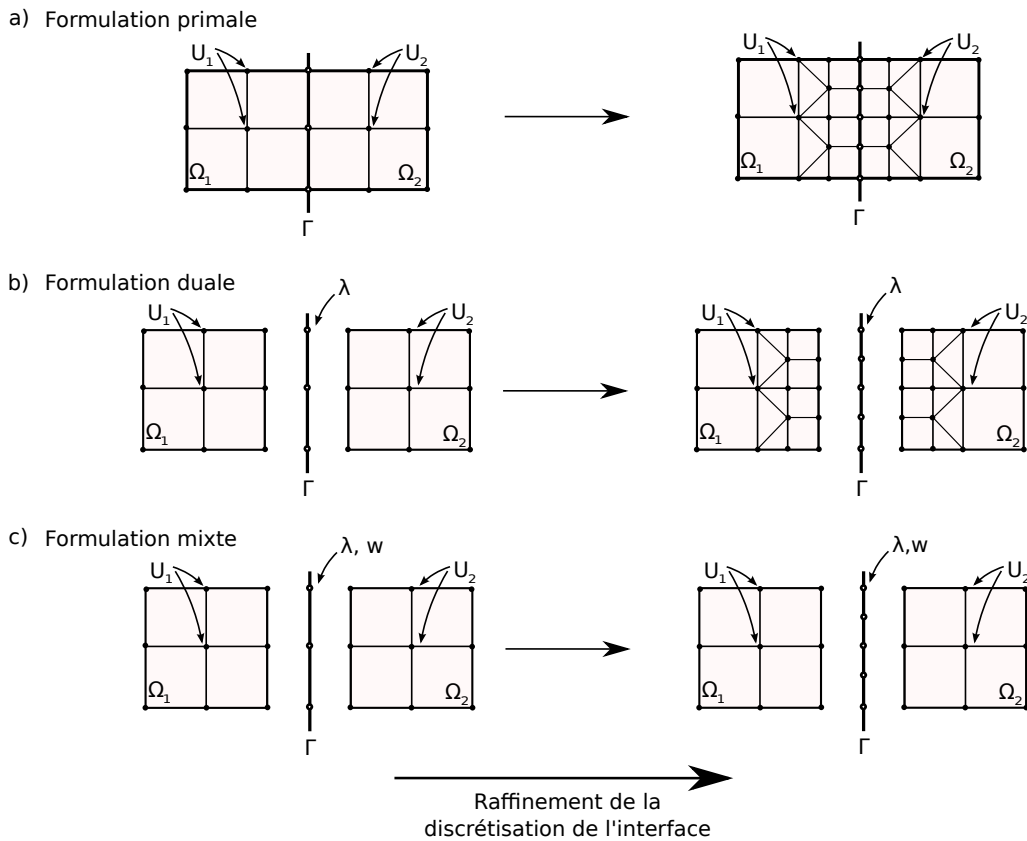 a) Formulation primale
U₁ U₂ U₁ U₂
Ω₁ Ω₂ Ω₁ Ω₂
Γ Γ
b) Formulation duale
λ λ
U₁ U₂ U₁ U₂
Ω₁ Ω₂ Ω₁ Ω₂
Γ Γ
c) Formulation mixte
λ, w λ,w
U₁ U₂ U₁ U₂
Ω₁ Ω₂ Ω₁ Ω₂
Γ Γ
Raffinement de la
discrétisation de l'interface